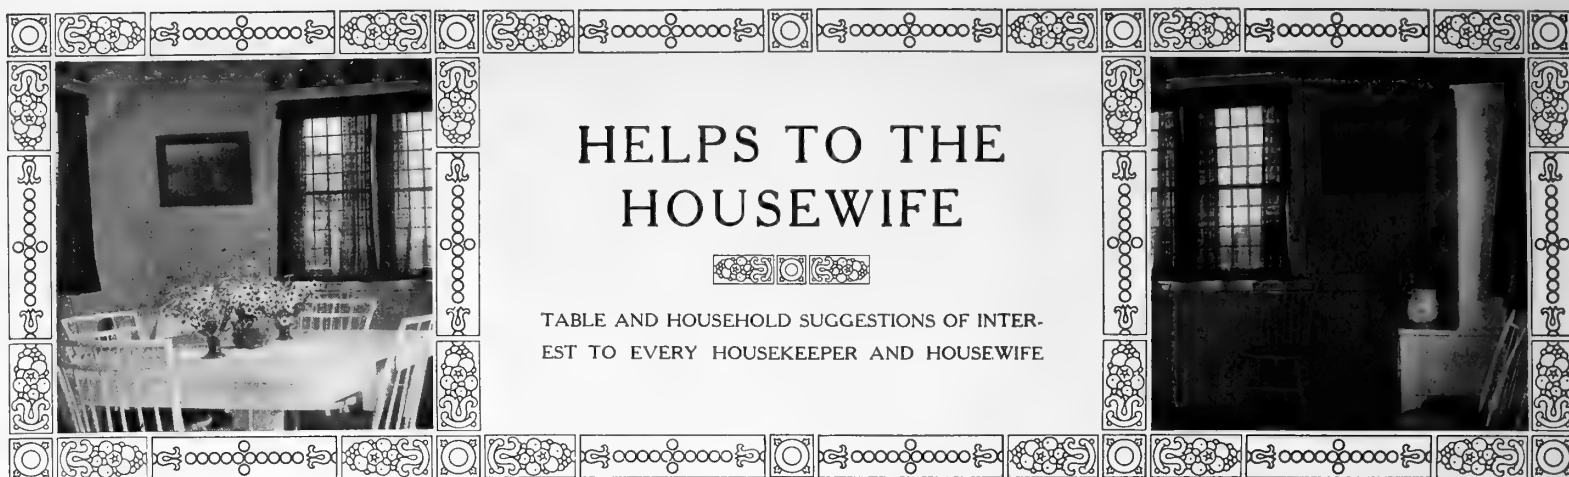 HELPS TO THE
HOUSEWIFE
TABLE AND HOUSEHOLD SUGGESTIONS OF INTER-
EST TO EVERY HOUSEKEEPER AND HOUSEWIFE